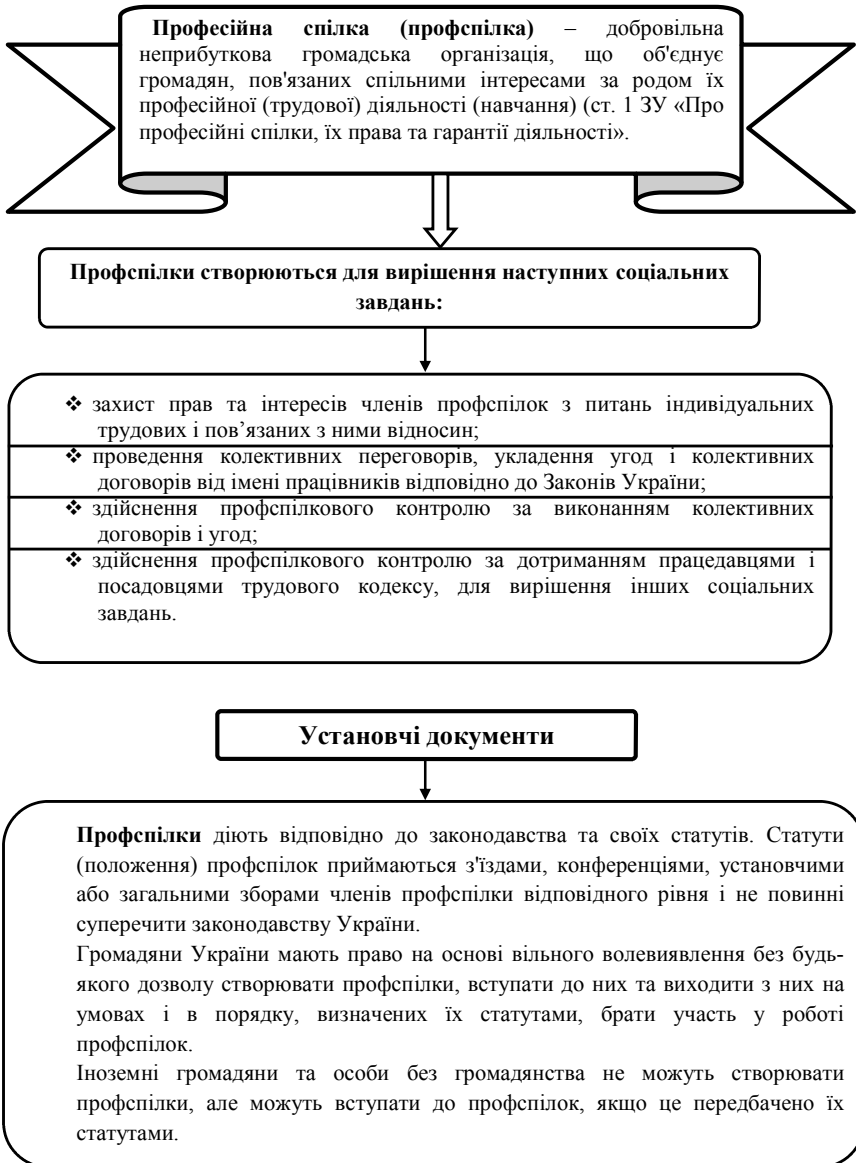 Професійна спілка (профспілка) – добровільна
неприбуткова громадська організація, що об'єднує
громадян, пов'язаних спільними інтересами за родом їх
професійної (трудової) діяльності (навчання) (ст. 1 ЗУ «Про
професійні спілки, їх права та гарантії діяльності».
Профспілки створюються для вирішення наступних соціальних
завдань:
❖ захист прав та інтересів членів профспілок з питань індивідуальних
трудових і пов’язаних з ними відносин;
❖ проведення колективних переговорів, укладення угод і колективних
договорів від імені працівників відповідно до Законів України;
❖ здійснення профспілкового контролю за виконанням колективних
договорів і угод;
❖ здійснення профспілкового контролю за дотриманням працедавцями і
посадовцями трудового кодексу, для вирішення інших соціальних
завдань.
Установчі документи
Профспілки діють відповідно до законодавства та своїх статутів. Статути
(положення) профспілок приймаються з'їздами, конференціями, установчими
або загальними зборами членів профспілки відповідного рівня і не повинні
суперечити законодавству України.
Громадяни України мають право на основі вільного волевиявлення без будь-
якого дозволу створювати профспілки, вступати до них та виходити з них на
умовах і в порядку, визначених їх статутами, брати участь у роботі
профспілок.
Іноземні громадяни та особи без громадянства не можуть створювати
профспілки, але можуть вступати до профспілок, якщо це передбачено їх
статутами.